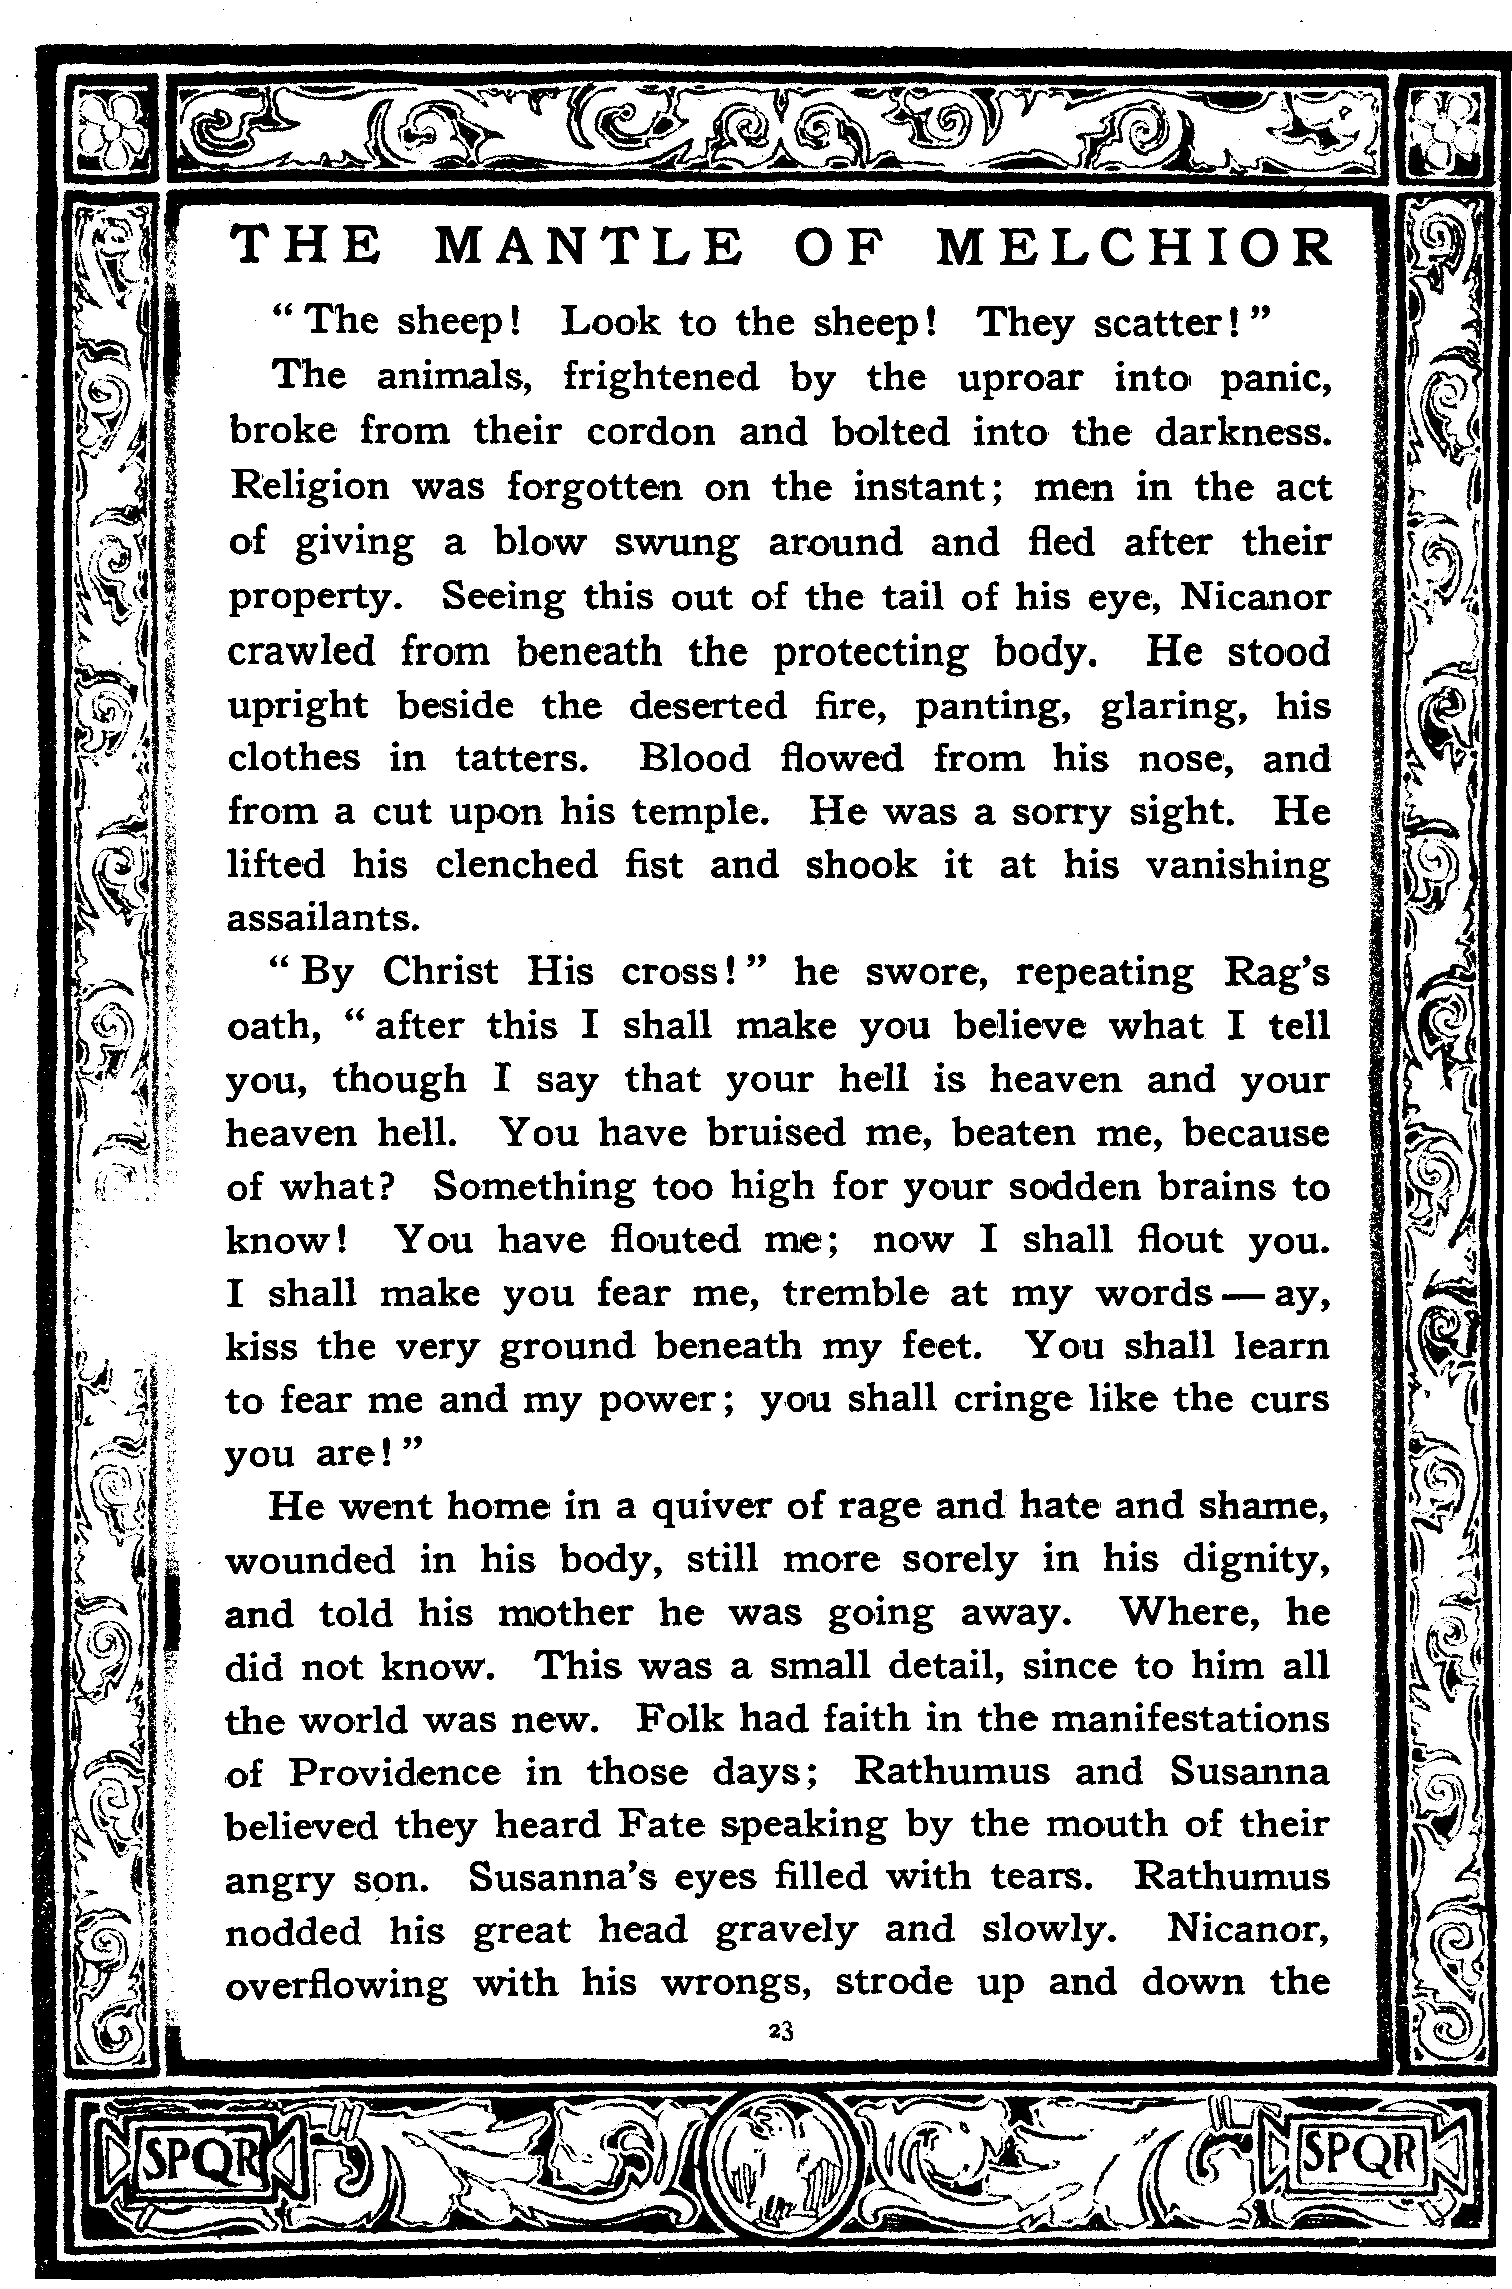 THE MANTLE OF MELCHIOR
“The sheep! Look to the sheep! They scatter!”
The animals, frightened by the uproar into panic,
broke from their cordon and bolted into the darkness.
Religion was forgotten on the instant; men in the act
of giving a blow swung around and fled after their
property. Seeing this out of the tail of his eye, Nicanor
crawled from beneath the protecting body. He stood
upright beside the deserted fire, panting, glaring, his
clothes in tatters. Blood flowed from his nose, and
from a cut upon his temple. He was a sorry sight. He
lifted his clenched fist and shook it at his vanishing
assailants.
“By Christ His cross!” he swore, repeating Rag’s
oath, “after this I shall make you believe what I tell
you, though I say that your hell is heaven and your
heaven hell. You have bruised me, beaten me, because
of what? Something too high for your sodden brains to
know! You have flouted me; now I shall flout you.
I shall make you fear me, tremble at my words — ay,
kiss the very ground beneath my feet. You shall learn
to fear me and my power; you shall cringe like the curs
you are!”
He went home in a quiver of rage and hate and shame,
wounded in his body, still more sorely in his dignity,
and told his mother he was going away. Where, he
did not know. This was a small detail, since to him all
the world was new. Folk had faith in the manifestations
of Providence in those days; Rathumus and Susanna
believed they heard Fate speaking by the mouth of their
angry son. Susanna’s eyes filled with tears. Rathumus
nodded his great head gravely and slowly. Nicanor,
overflowing with his wrongs, strode up and down the
23
SPQR SPQR